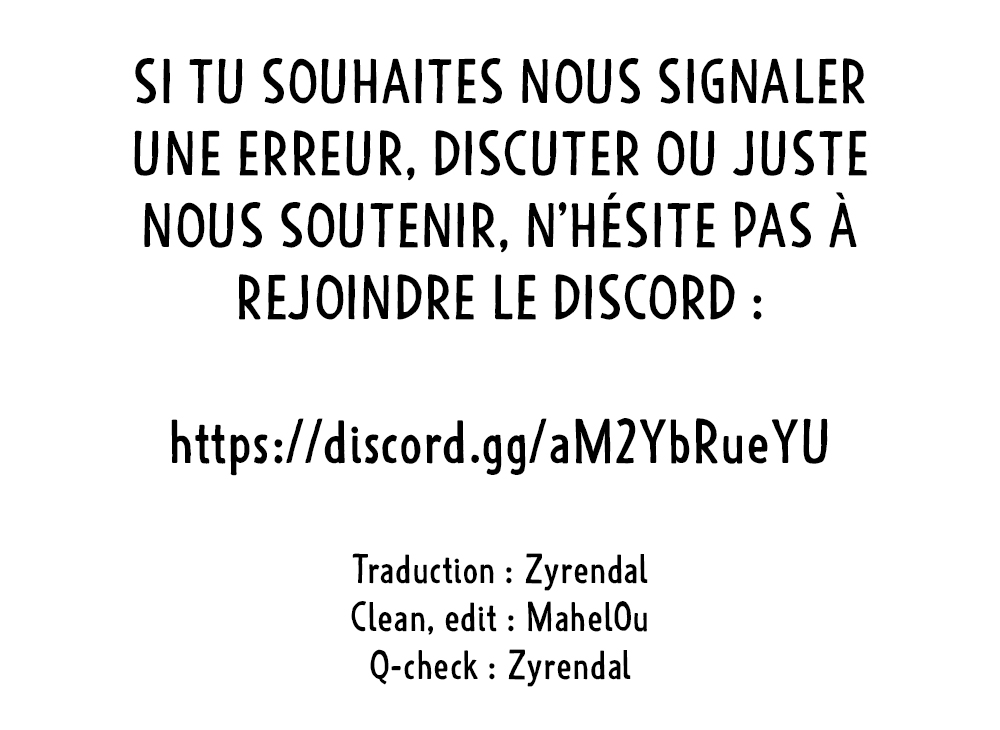 SI TU SOUHAITES NOUS SIGNALER
UNE ERREUR, DISCUTER OU JUSTE
NOUS SOUTENIR, N’HÉSITE PAS À
REJOINDRE LE DISCORD :
https://discord.gg/aM2YbRueYU
Traduction : Zyrendal
Clean, edit : MahelOu
Q-check : Zyrendal